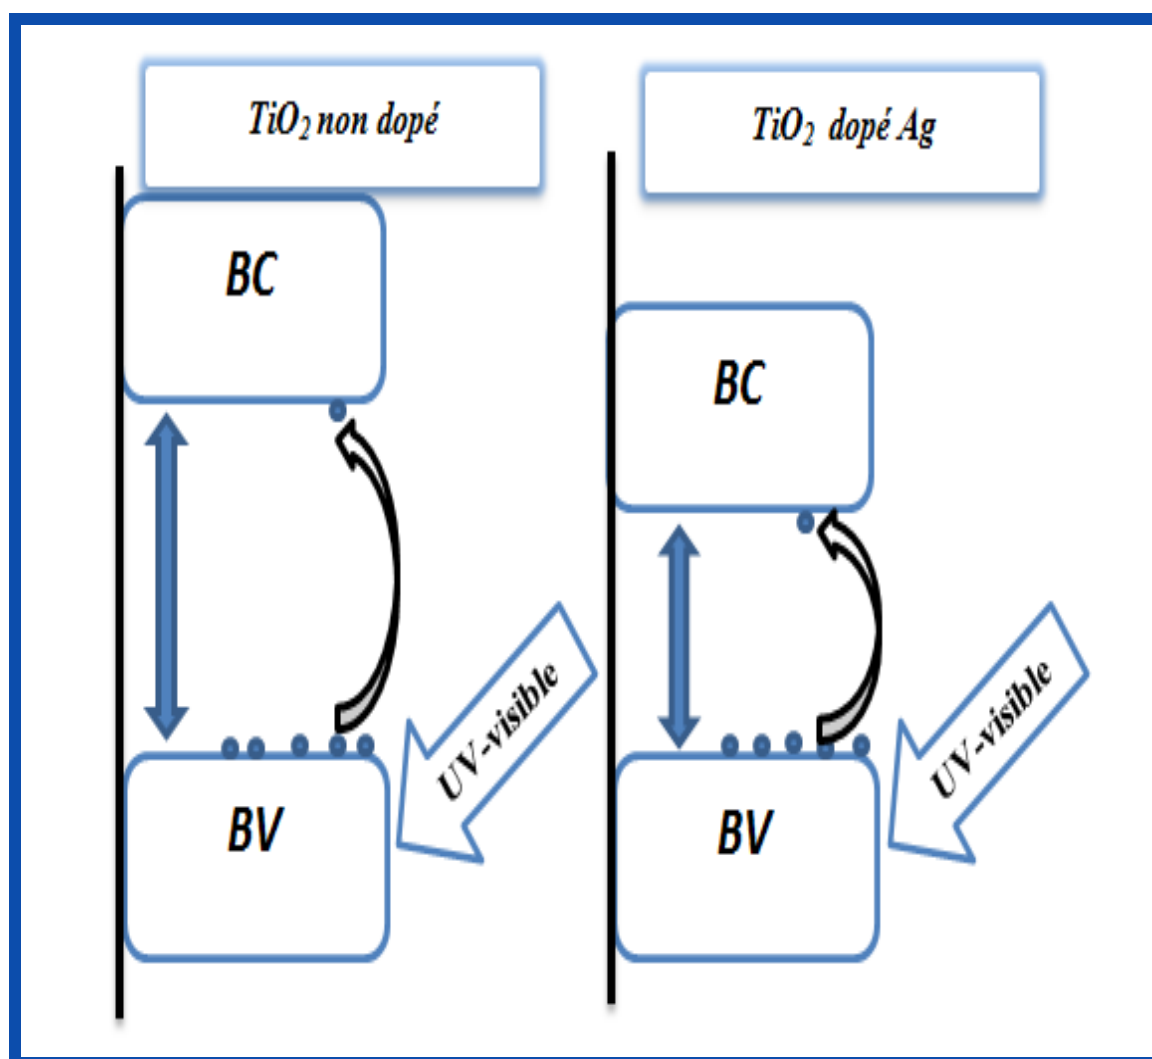 TiO₂ non dopé
BC
BV
UV-visible
TiO₂ dopé Ag
BC
BV
UV-visible